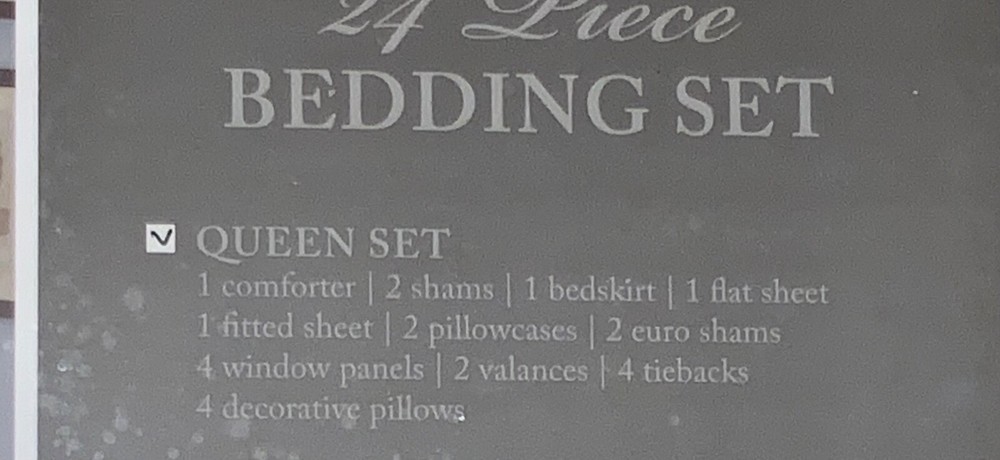 24 Piece
BEDDING SET
QUEEN SET
1 comforter | 2 shams | 1 bedskirt | 1 flat sheet
1 fitted sheet | 2 pillowcases | 2 euro shams
4 window panels | 2 valances | 4 tiebacks
4 decorative pillows